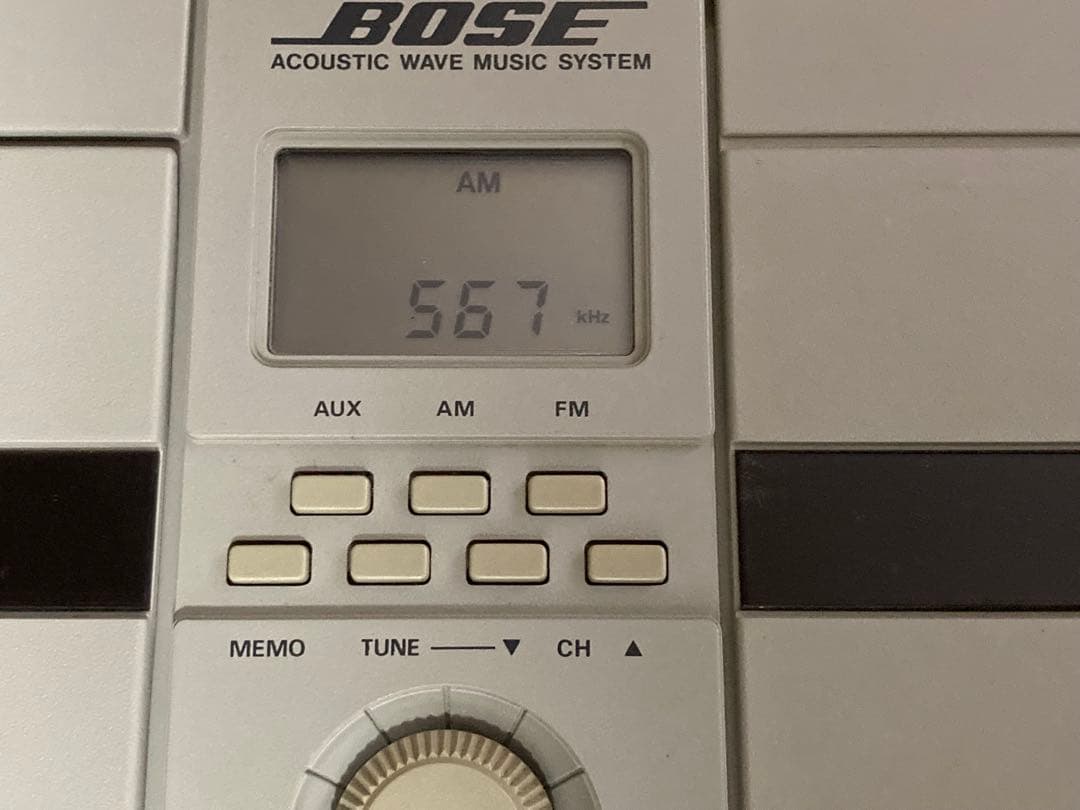 BOSE
ACOUSTIC WAVE MUSIC SYSTEM
AM
567 kHz
AUX AM FM
MEMO TUNE ▼ CH ▲